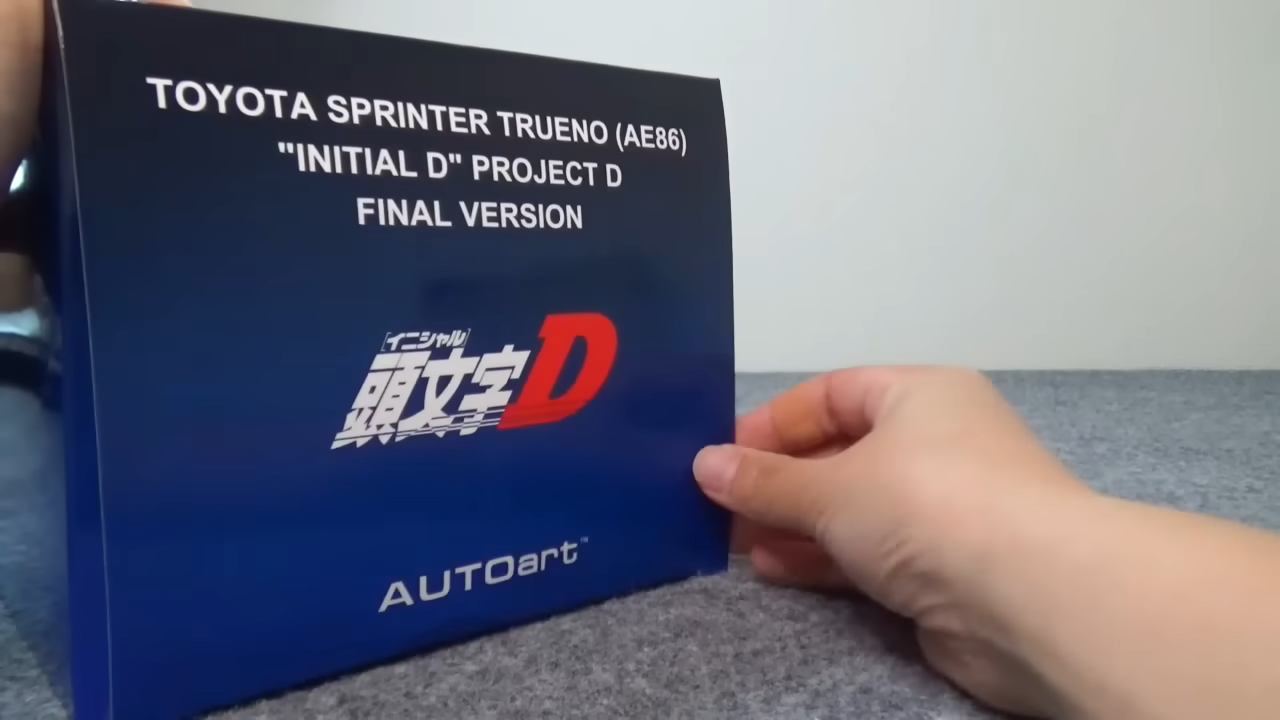 TOYOTA SPRINTER TRUENO (AE86)
"INITIAL D" PROJECT D
FINAL VERSION
[イニシャル]
頭文字D
AUTOart™